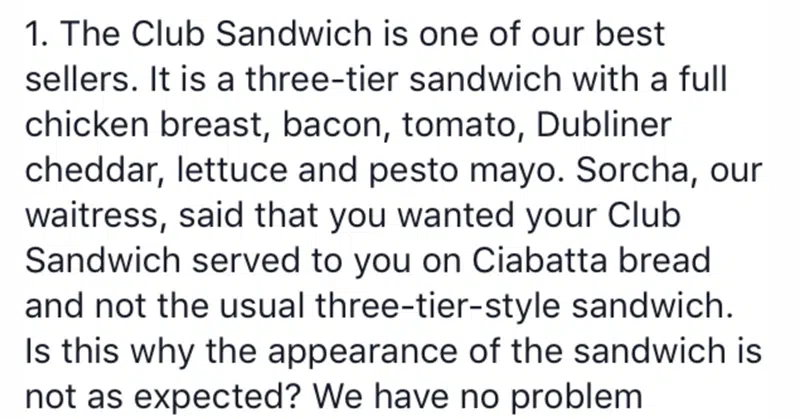 1. The Club Sandwich is one of our best
sellers. It is a three-tier sandwich with a full
chicken breast, bacon, tomato, Dubliner
cheddar, lettuce and pesto mayo. Sorcha, our
waitress, said that you wanted your Club
Sandwich served to you on Ciabatta bread
and not the usual three-tier-style sandwich.
Is this why the appearance of the sandwich is
not as expected? We have no problem